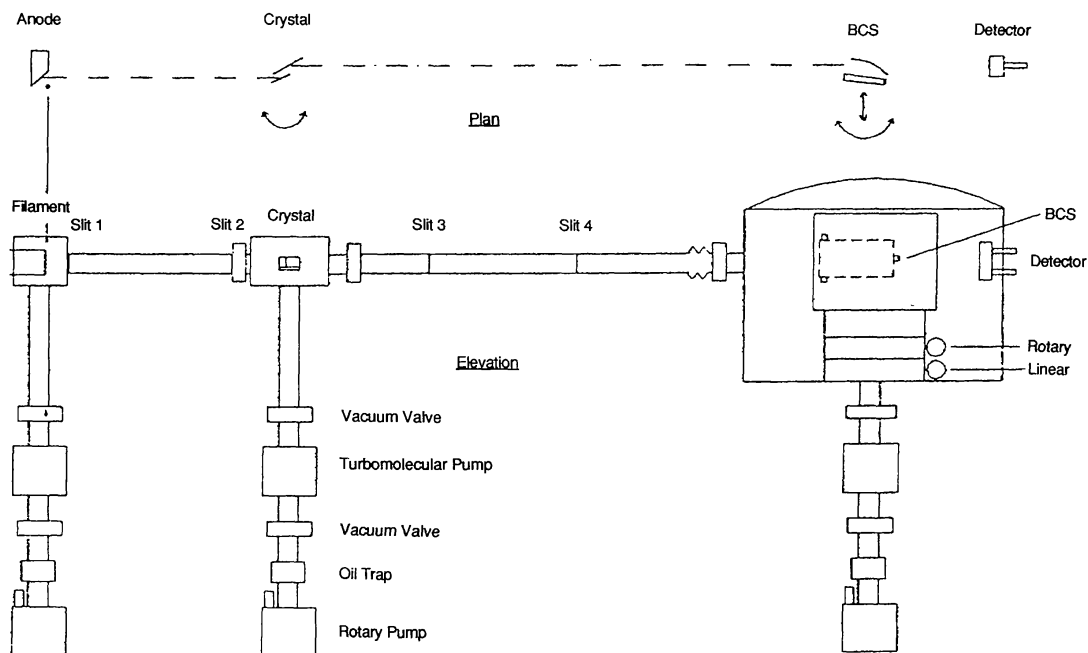 Anode
Crystal
BCS
Detector
Plan
Filament
Slit 1
Slit 2
Crystal
Slit 3
Slit 4
BCS
Detector
Rotary
Linear
Elevation
Vacuum Valve
Turbomolecular Pump
Vacuum Valve
Oil Trap
Rotary Pump